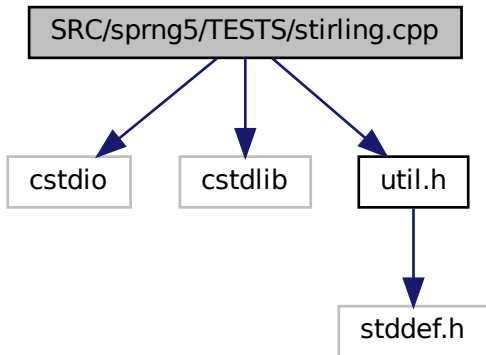 SRC/sprng5/TESTS/stirling.cpp
cstdio
cstdlib
util.h
stddef.h